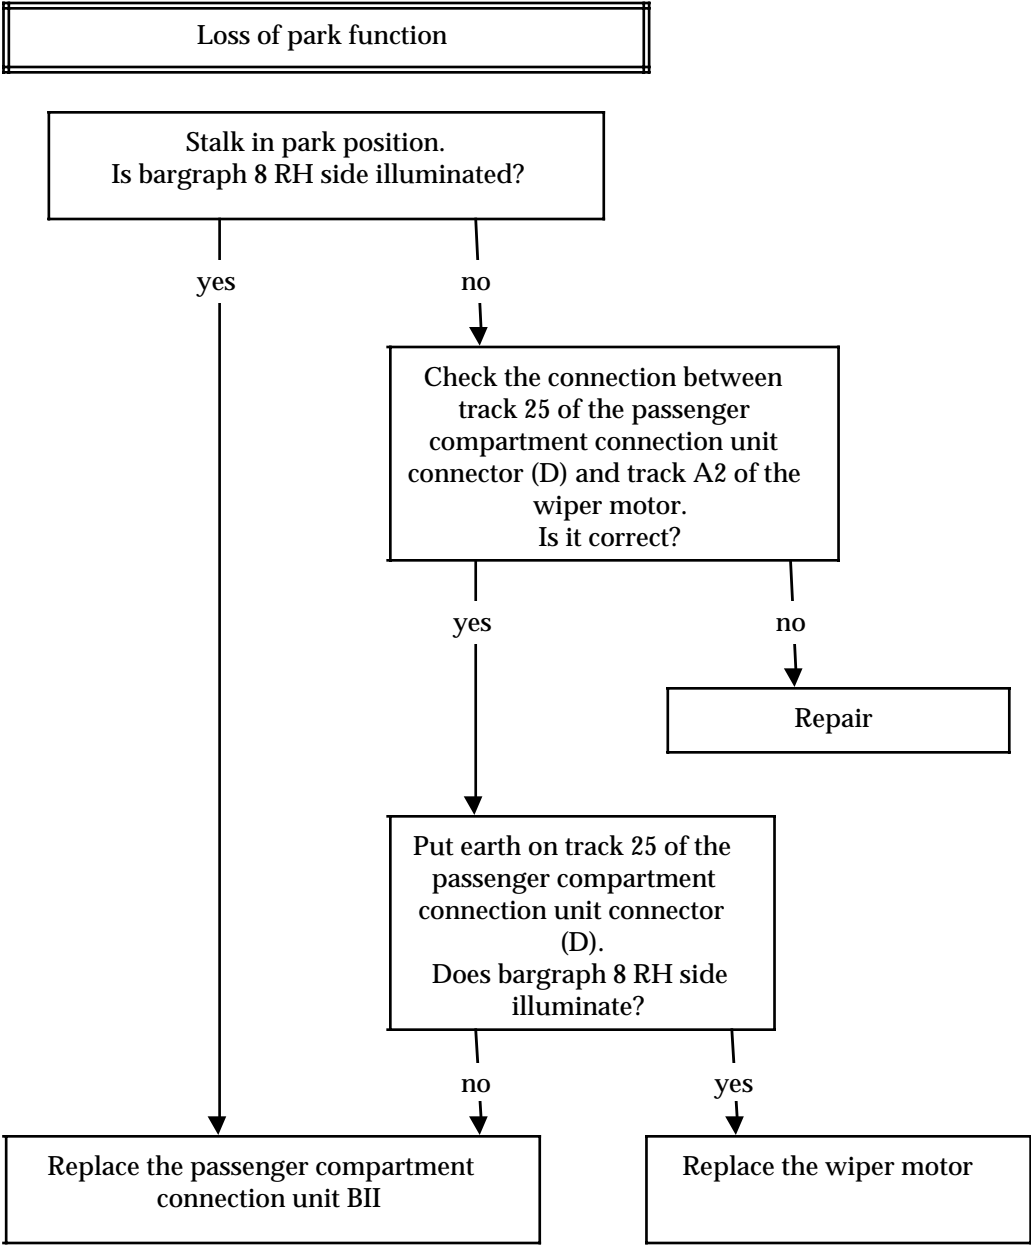 Loss of park function
Stalk in park position.
Is bargraph 8 RH side illuminated?
yes
no
Check the connection between
track 25 of the passenger
compartment connection unit
connector (D) and track A2 of the
wiper motor.
Is it correct?
yes
no
Repair
Put earth on track 25 of the
passenger compartment
connection unit connector
(D).
Does bargraph 8 RH side
illuminate?
no
yes
Replace the passenger compartment
connection unit BII
Replace the wiper motor